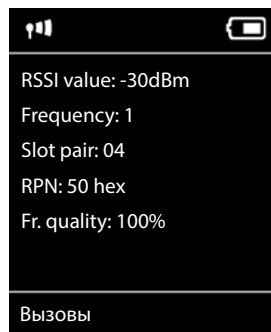 RSSI value: -30dBm
Frequency: 1
Slot pair: 04
RPN: 50 hex
Fr. quality: 100%
Вызовы